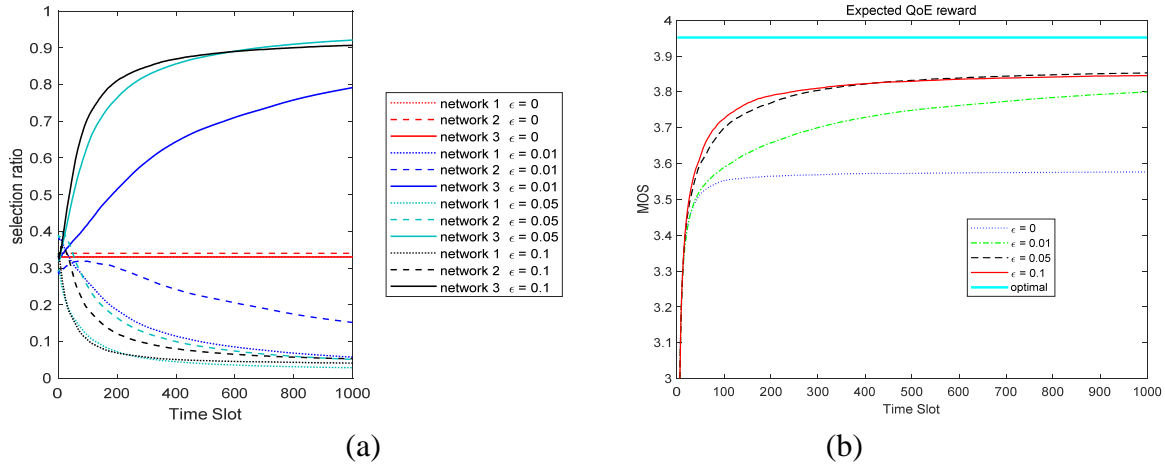 1
0.9
0.8
0.7
0.6
0.5
0.4
0.3
0.2
0.1
0
selection ratio
0
200
400
600
800
1000
Time Slot
network 1 ϵ = 0
network 2 ϵ = 0
network 3 ϵ = 0
network 1 ϵ = 0.01
network 2 ϵ = 0.01
network 3 ϵ = 0.01
network 1 ϵ = 0.05
network 2 ϵ = 0.05
network 3 ϵ = 0.05
network 1 ϵ = 0.1
network 2 ϵ = 0.1
network 3 ϵ = 0.1
(a)
Expected QoE reward
4
3.9
3.8
3.7
3.6
3.5
3.4
3.3
3.2
3.1
3
MOS
0
100
200
300
400
500
600
700
800
900
1000
Time Slot
ϵ = 0
ϵ = 0.01
ϵ = 0.05
ϵ = 0.1
optimal
(b)